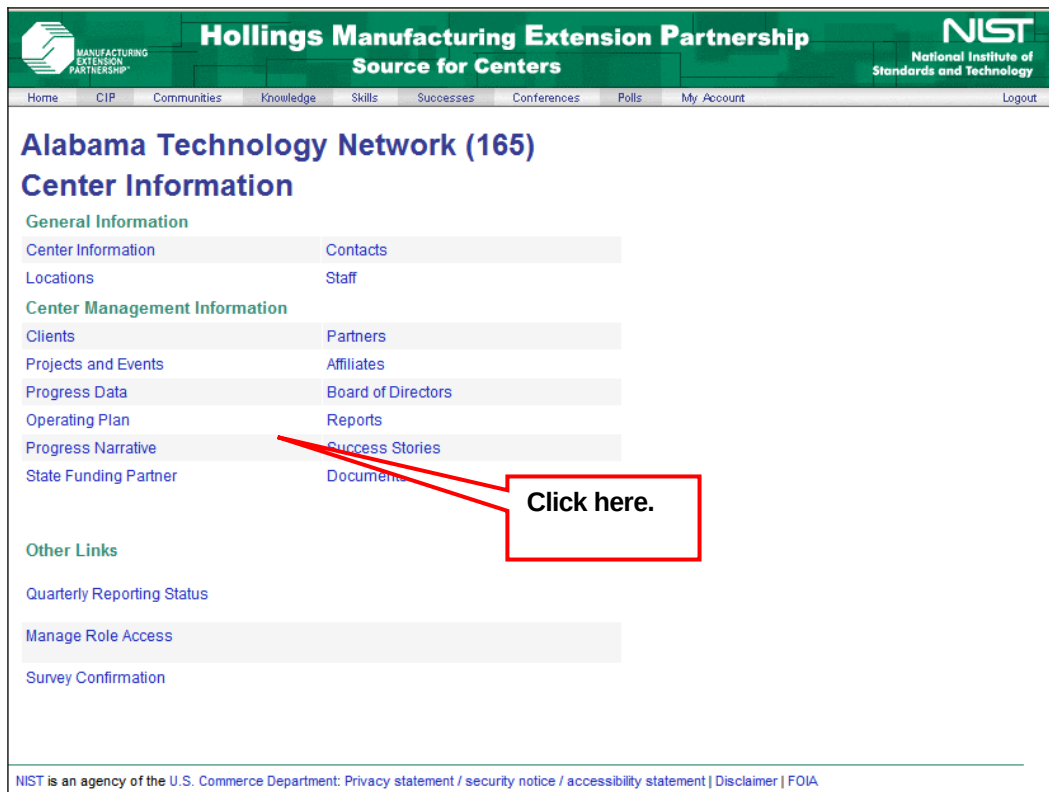 MANUFACTURING
EXTENSION
PARTNERSHIP™
Hollings Manufacturing Extension Partnership
Source for Centers
NIST
National Institute of
Standards and Technology
Home CIP Communities Knowledge Skills Successes Conferences Polls My Account Logout
Alabama Technology Network (165)
Center Information
General Information
Center Information Contacts
Locations Staff
Center Management Information
Clients Partners
Projects and Events Affiliates
Progress Data Board of Directors
Operating Plan Reports
Progress Narrative Success Stories
State Funding Partner Documents
Click here.
Other Links
Quarterly Reporting Status
Manage Role Access
Survey Confirmation
NIST is an agency of the U.S. Commerce Department: Privacy statement / security notice / accessibility statement | Disclaimer | FOIA